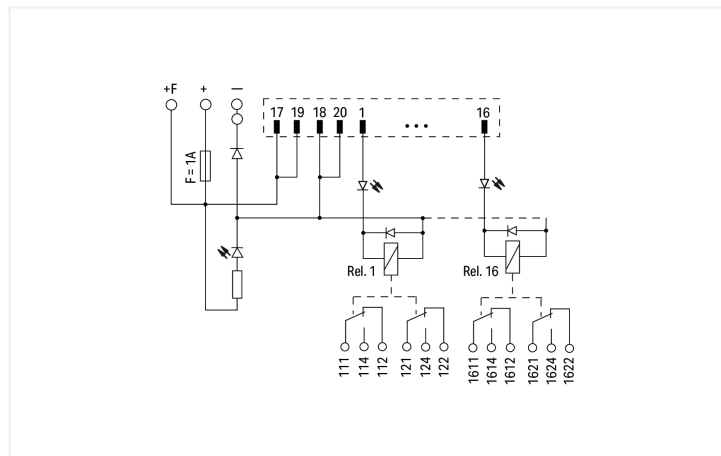 +F + —
17 19 18 20 1 ••• 16
F = 1A
Rel. 1 Rel. 16
111 114 112 121 124 122 1611 1614 1612 1621 1624 1622